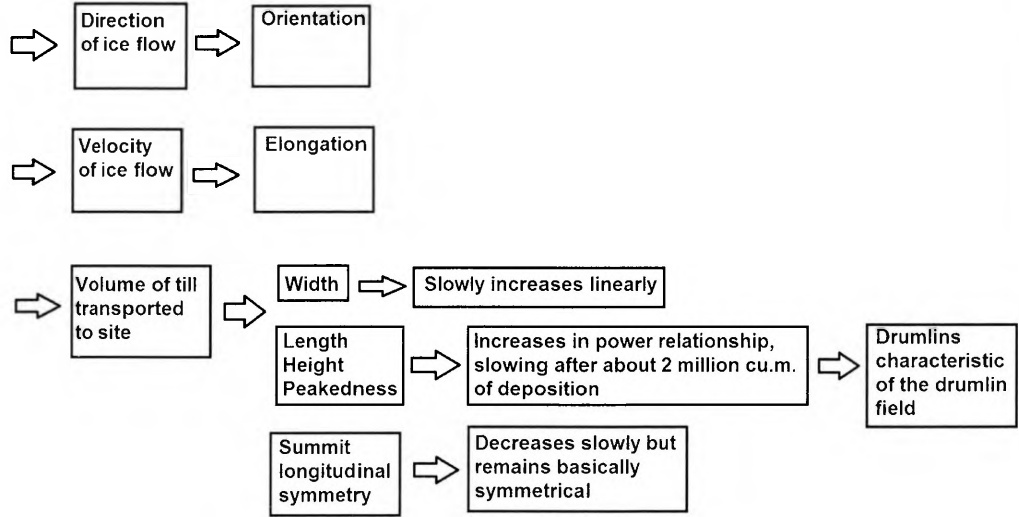 Direction
of ice flow
Orientation
Velocity
of ice flow
Elongation
Volume of till
transported
to site
Width
Slowly increases linearly
Length
Height
Peakedness
Increases in power relationship,
slowing after about 2 million cu.m.
of deposition
Drumlins
characteristic
of the drumlin
field
Summit
longitudinal
symmetry
Decreases slowly but
remains basically
symmetrical